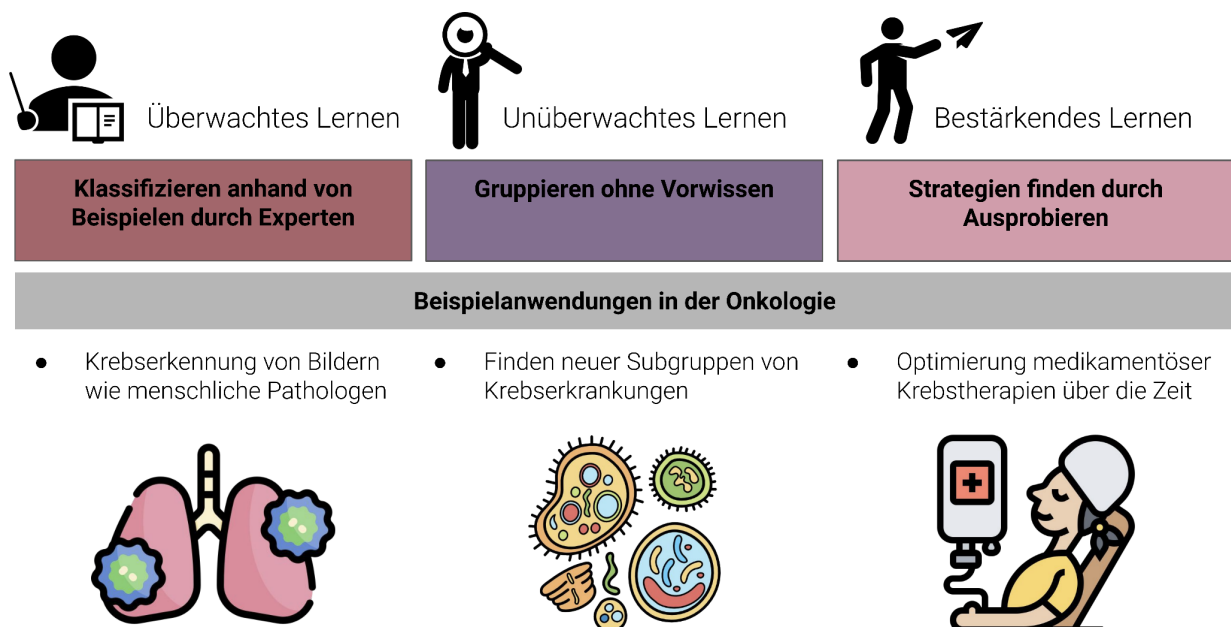 Überwachtes Lernen
Unüberwachtes Lernen
Bestärkendes Lernen
Klassifizieren anhand von
Beispielen durch Experten
Gruppieren ohne Vorwissen
Strategien finden durch
Ausprobieren
Beispielanwendungen in der Onkologie
● Krebserkennung von Bildern
wie menschliche Pathologen
● Finden neuer Subgruppen von
Krebserkrankungen
● Optimierung medikamentöser
Krebstherapien über die Zeit